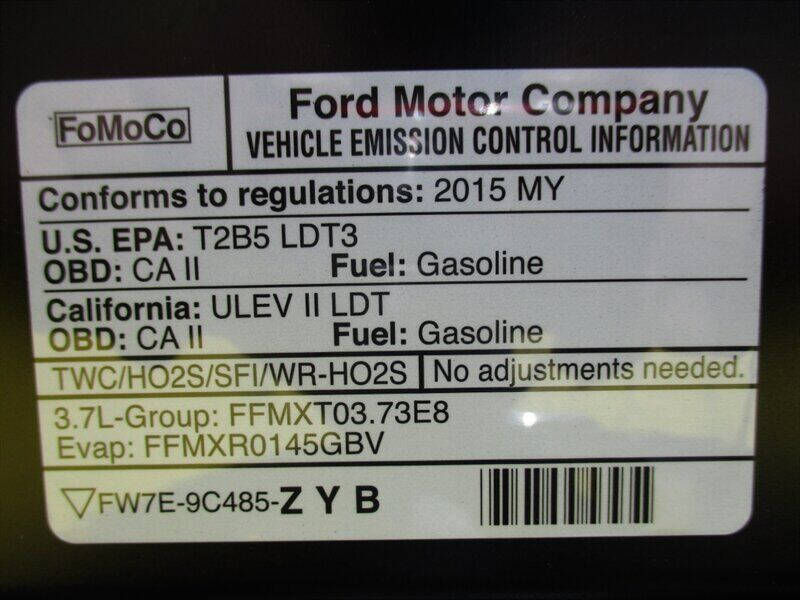 FoMoCo
Ford Motor Company
VEHICLE EMISSION CONTROL INFORMATION
Conforms to regulations: 2015 MY
U.S. EPA: T2B5 LDT3
OBD: CA II Fuel: Gasoline
California: ULEV II LDT
OBD: CA II Fuel: Gasoline
TWC/HO2S/SFI/WR-HO2S No adjustments needed.
3.7L-Group: FFMXT03.73E8
Evap: FFMXR0145GBV
▽FW7E-9C485-Z Y B